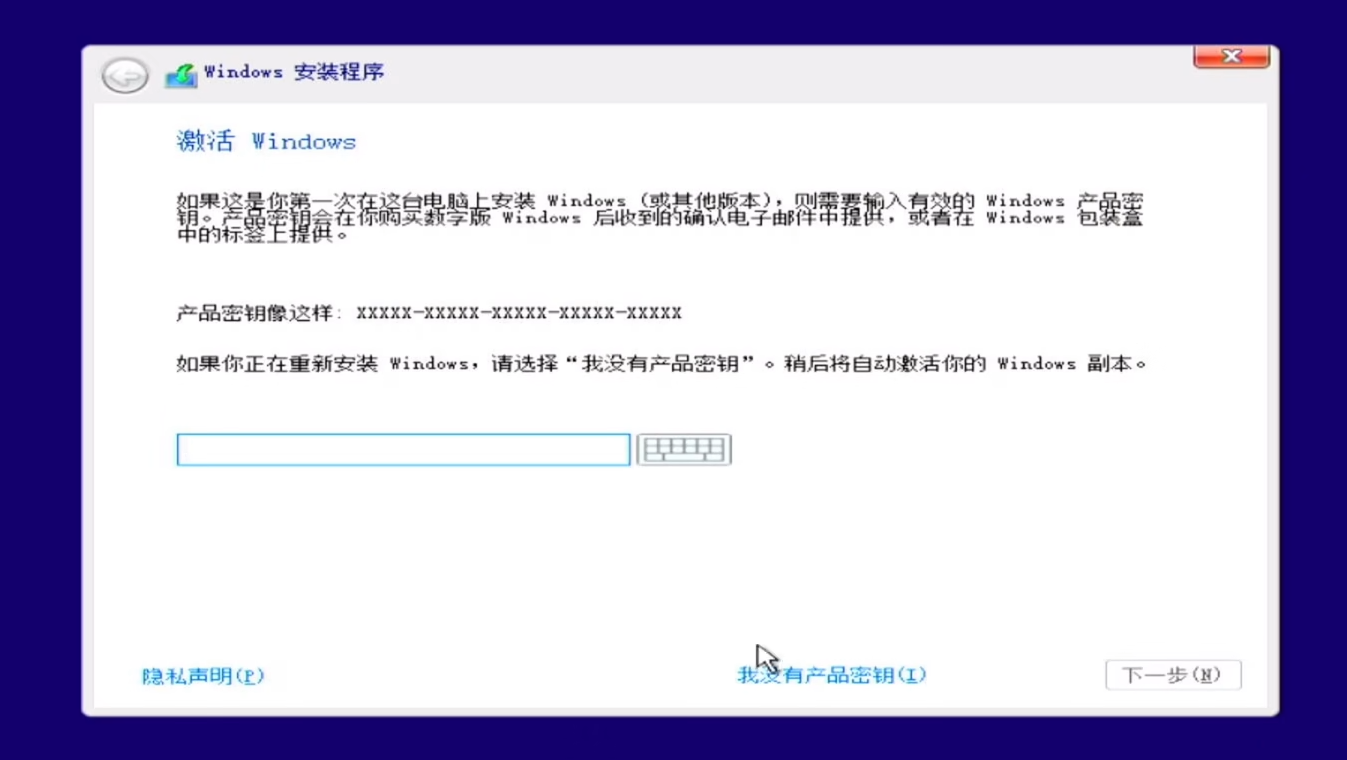 Windows 安装程序
激活 Windows
如果这是你第一次在这台电脑上安装 Windows (或其他版本)，则需要输入有效的 Windows 产品密
钥。产品密钥会在你购买数字版 Windows 后收到的确认电子邮件中提供，或者在 Windows 包装盒
中的标签上提供。
产品密钥像这样: XXXXX-XXXXX-XXXXX-XXXXX-XXXXX
如果你正在重新安装 Windows，请选择“我没有产品密钥”。稍后将自动激活你的 Windows 副本。
隐私声明(P)
我没有产品密钥(I)
下一步(N)